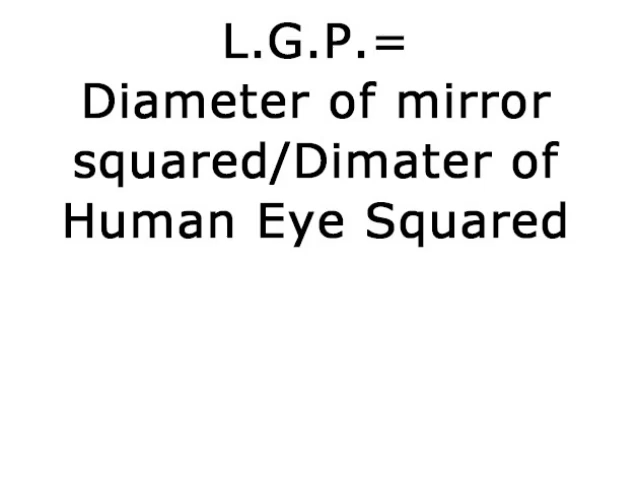 L.G.P.=
Diameter of mirror
squared/Dimater of
Human Eye Squared